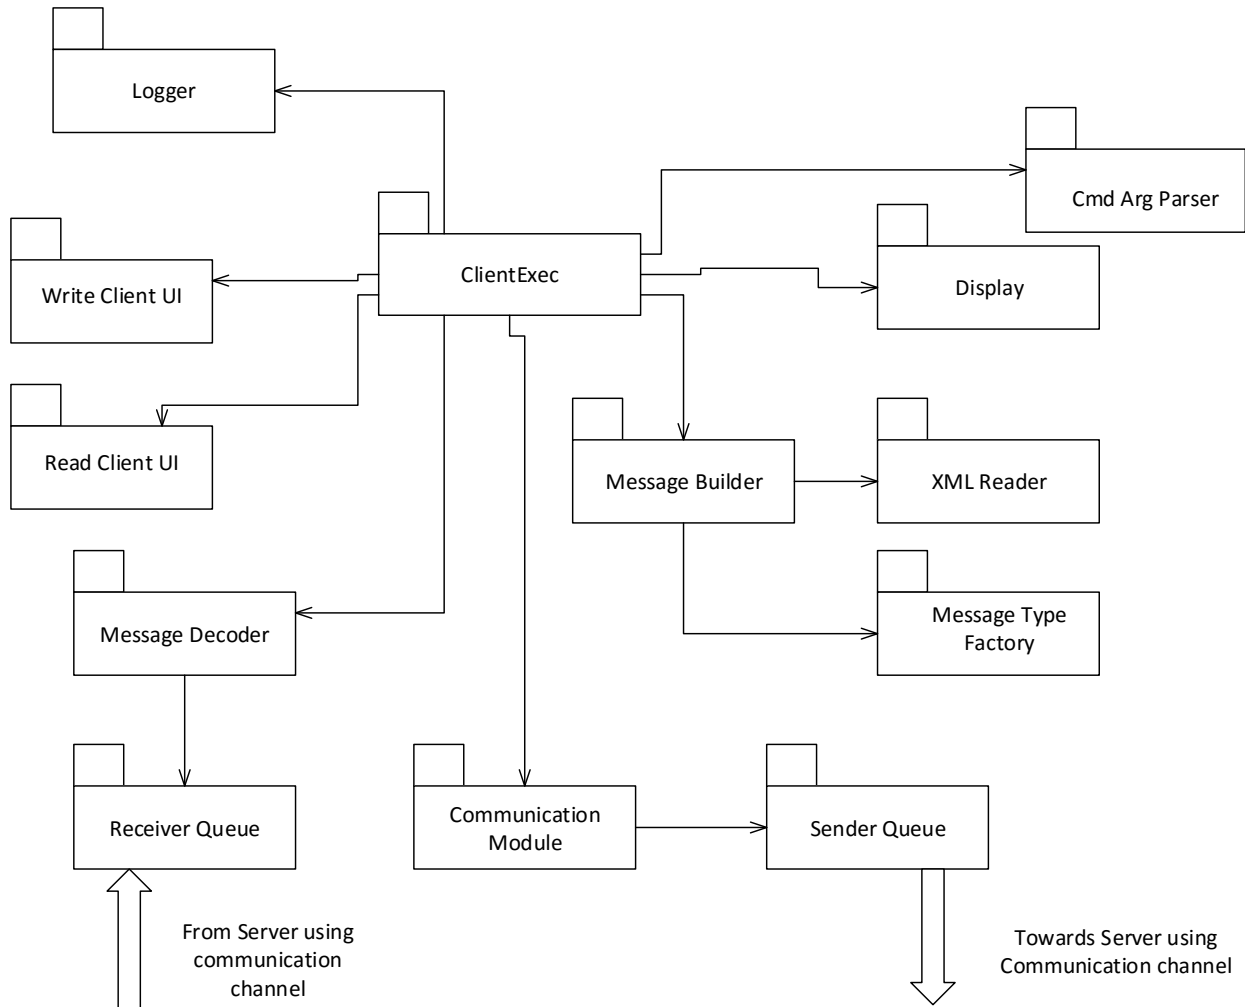 Logger
Cmd Arg Parser
ClientExec
Write Client UI
Display
Read Client UI
Message Builder
XML Reader
Message Decoder
Message Type
Factory
Receiver Queue
Communication
Module
Sender Queue
From Server using
communication
channel
Towards Server using
Communication channel